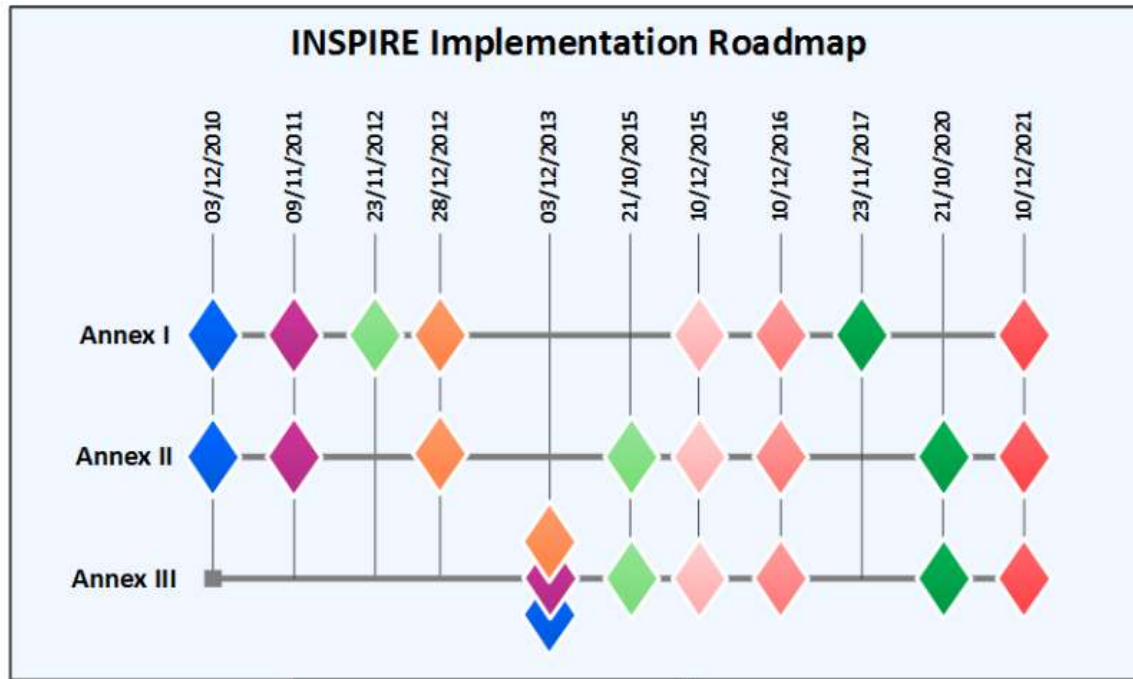 INSPIRE Implementation Roadmap
03/12/2010
09/11/2011
23/11/2012
28/12/2012
03/12/2013
21/10/2015
10/12/2015
10/12/2016
23/11/2017
21/10/2020
10/12/2021
Annex I
Annex II
Annex III